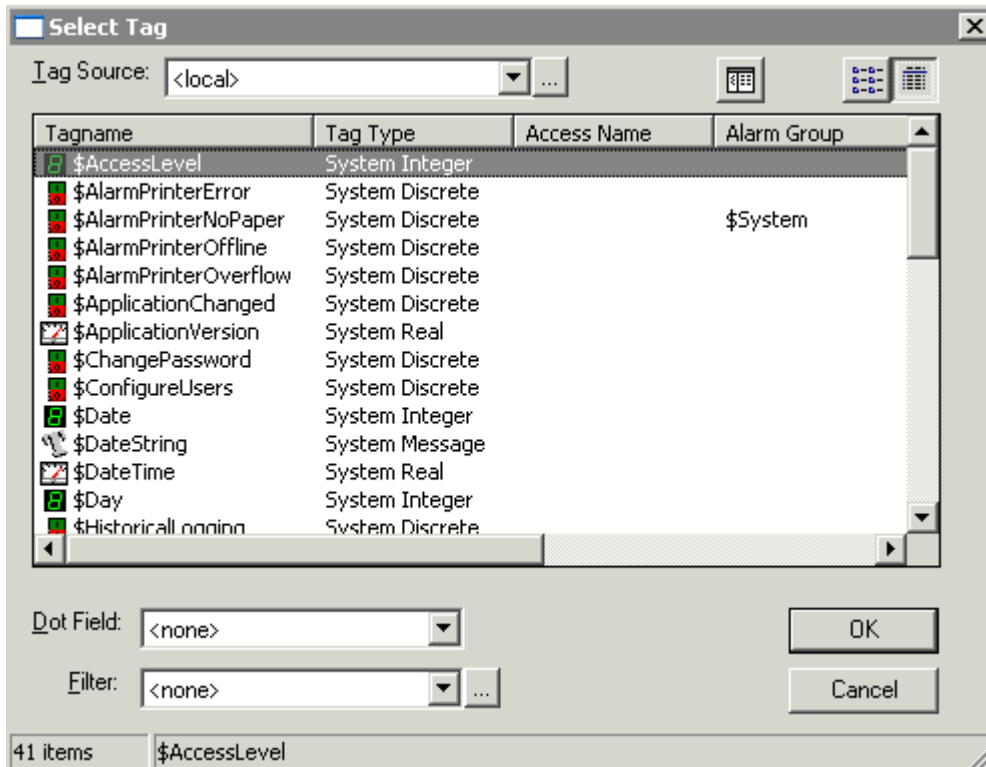 Select Tag
Tag Source: <local> ...
Tagname Tag Type Access Name Alarm Group
$AccessLevel System Integer
$AlarmPrinterError System Discrete
$AlarmPrinterNoPaper System Discrete $System
$AlarmPrinterOffline System Discrete
$AlarmPrinterOverflow System Discrete
$ApplicationChanged System Discrete
$ApplicationVersion System Real
$ChangePassword System Discrete
$ConfigureUsers System Discrete
$Date System Integer
$DateString System Message
$DateTime System Real
$Day System Integer
$HistoricalLogging System Discrete
Dot Field: <none> OK
Filter: <none> ... Cancel
41 items $AccessLevel